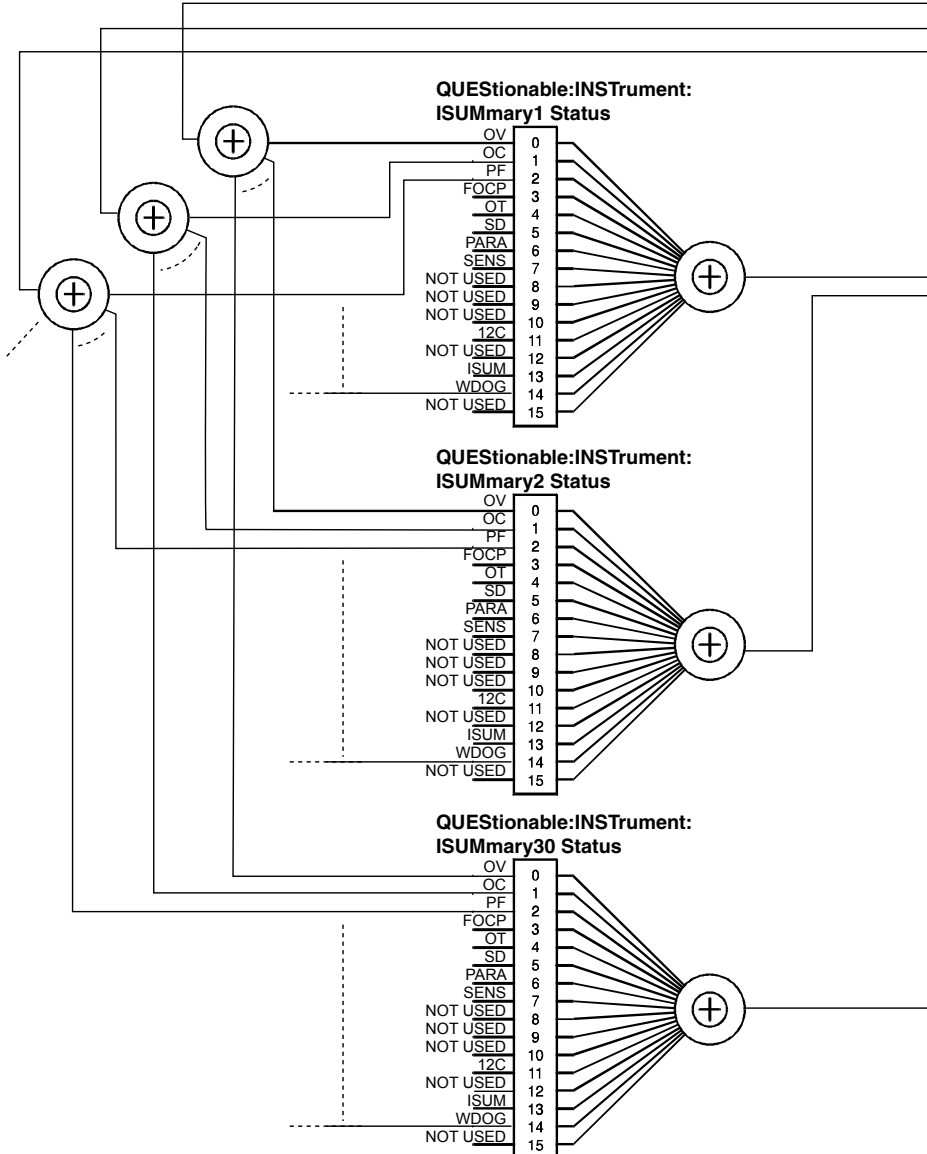 QUEStionable:INSTrument:
ISUMmary1 Status
OV 0
OC 1
PF 2
FOCP 3
OT 4
SD 5
PARA 6
SENS 7
NOT USED 8
NOT USED 9
NOT USED 10
12C 11
NOT USED 12
ISUM 13
WDOG 14
NOT USED 15
QUEStionable:INSTrument:
ISUMmary2 Status
OV 0
OC 1
PF 2
FOCP 3
OT 4
SD 5
PARA 6
SENS 7
NOT USED 8
NOT USED 9
NOT USED 10
12C 11
NOT USED 12
ISUM 13
WDOG 14
NOT USED 15
QUEStionable:INSTrument:
ISUMmary30 Status
OV 0
OC 1
PF 2
FOCP 3
OT 4
SD 5
PARA 6
SENS 7
NOT USED 8
NOT USED 9
NOT USED 10
12C 11
NOT USED 12
ISUM 13
WDOG 14
NOT USED 15